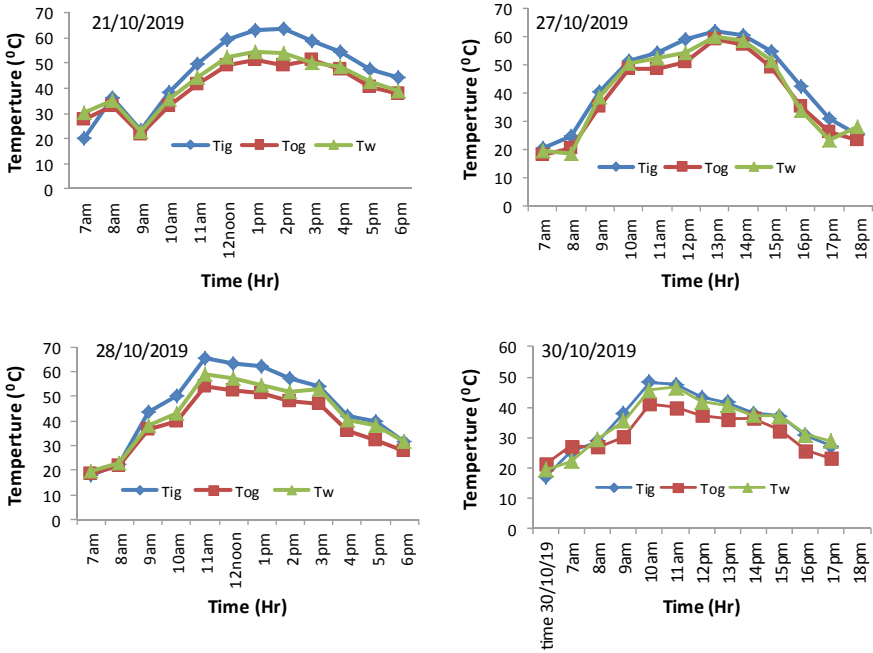 21/10/2019
Temperture (⁰C)
70
60
50
40
30
20
10
0
Tig Tog Tw
7am 8am 9am 10am 11am 12noon 1pm 2pm 3pm 4pm 5pm 6pm
Time (Hr)
27/10/2019
Temperture (⁰C)
60
50
40
30
20
10
0
Tig Tog Tw
7am 8am 9am 10am 11am 12pm 13pm 14pm 15pm 16pm 17pm 18pm
Time (Hr)
28/10/2019
Temperture (⁰C)
70
60
50
40
30
20
10
0
Tig Tog Tw
7am 8am 9am 10am 11am 12noon 1pm 2pm 3pm 4pm 5pm 6pm
Time (Hr)
30/10/2019
Temperture (⁰C)
60
50
40
30
20
10
0
Tig Tog Tw
time 30/10/19 7am 8am 9am 10am 11am 12pm 13pm 14pm 15pm 16pm 17pm 18pm
Time (Hr)